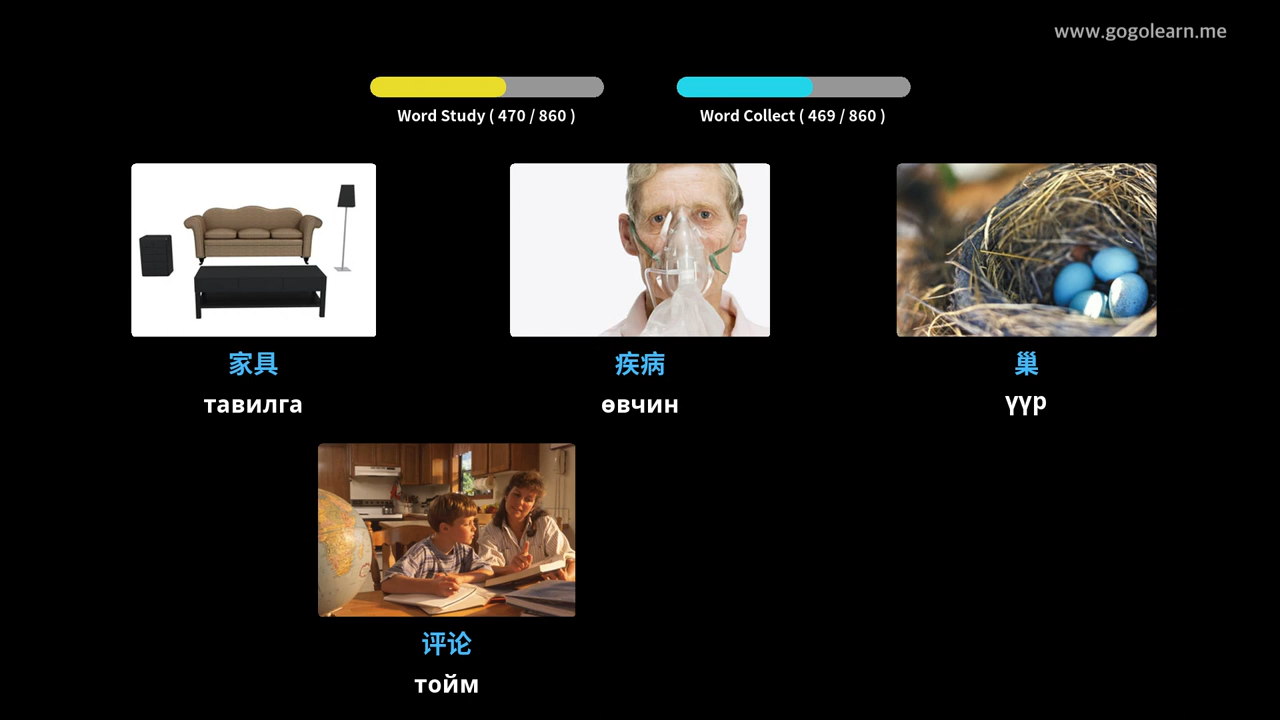 www.gogolearn.me
Word Study ( 470 / 860 )
Word Collect ( 469 / 860 )
家具
疾病
巢
тавилга
өвчин
үүр
评论
тойм